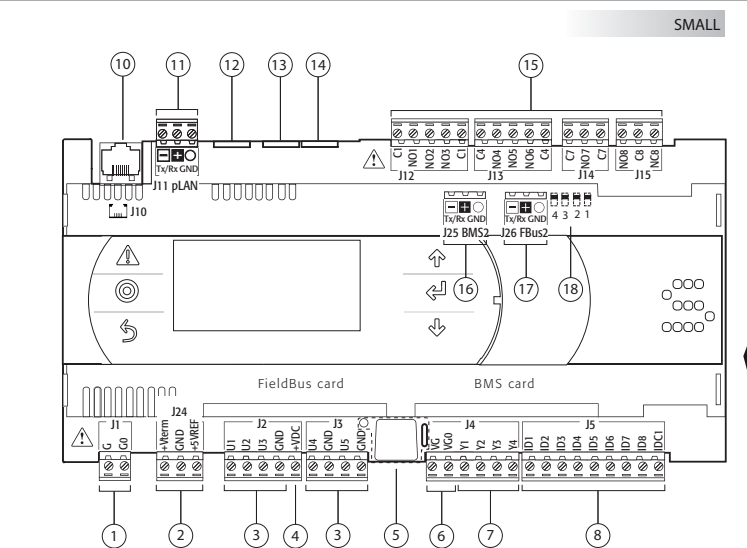 SMALL
10 11 12 13 14 15
C1 NO1 NO2 NO3 C1 C4 NO4 NO5 NO6 C4 C7 NO7 C7 NO8 C8 NC8
Tx/Rx GND
J12 J13 J14 J15
J11 pLAN
J10
Tx/Rx GND Tx/Rx GND
4 3 2 1
J25 BMS2 J26 FBus2
16 17 18
FieldBus card BMS card
J1 J24 J2 J3 J4 J5
G G0 +Vterm GND +5VREF U1 U2 U3 GND +VDC U4 GND U5 GND VG VG0 Y1 Y2 Y3 Y4 ID1 ID2 ID3 ID4 ID5 ID6 ID7 ID8 IDC1
1 2 3 4 3 5 6 7 8